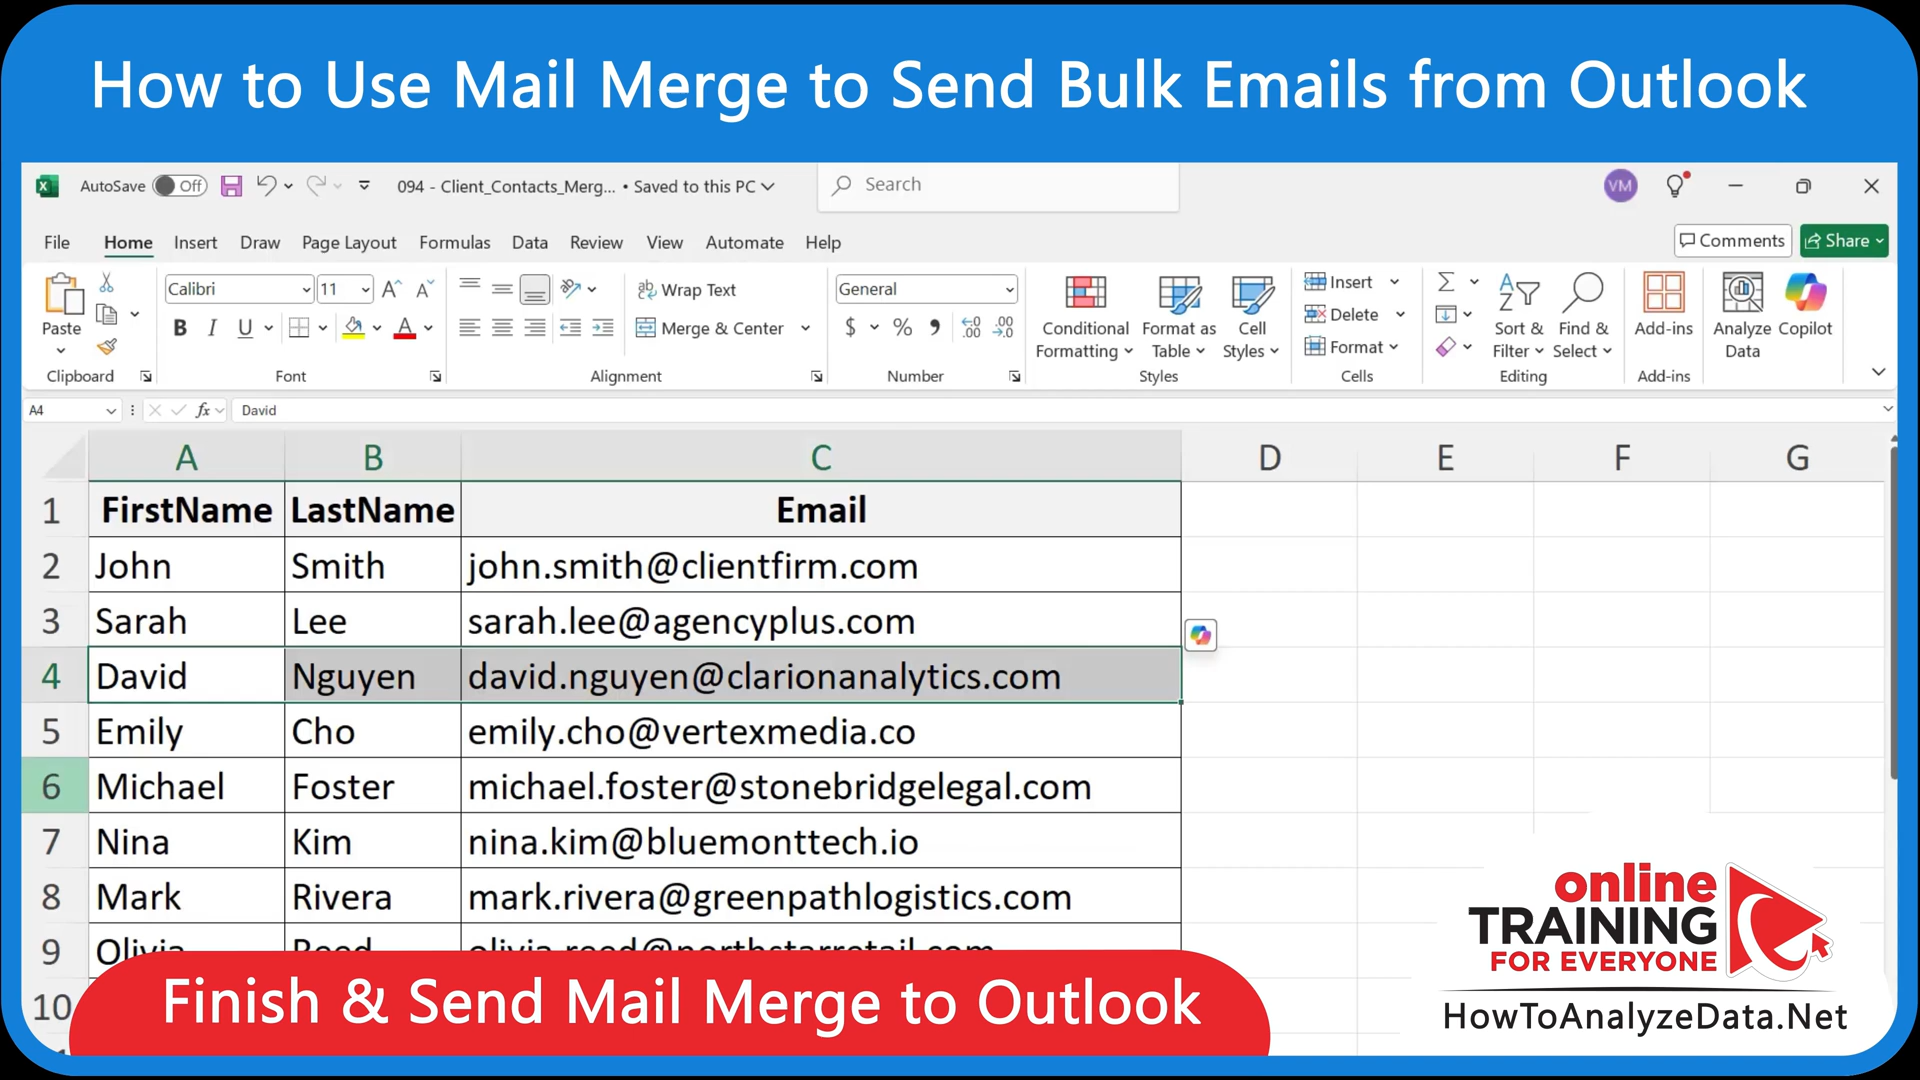 How to Use Mail Merge to Send Bulk Emails from Outlook
AutoSave Off 094 - Client_Contacts_Merg... • Saved to this PC Search VM
File Home Insert Draw Page Layout Formulas Data Review View Automate Help Comments Share
Calibri 11 Wrap Text General Insert
Paste B I U A Merge & Center $ % Conditional Formatting Format as Table Cell Styles Delete Sort & Filter Find & Select Add-ins Analyze Data Copilot
Format
Clipboard Font Alignment Number Styles Cells Editing Add-ins
A4 fx David
A B C D E F G
1 FirstName LastName Email
2 John Smith john.smith@clientfirm.com
3 Sarah Lee sarah.lee@agencyplus.com
4 David Nguyen david.nguyen@clarionanalytics.com
5 Emily Cho emily.cho@vertexmedia.co
6 Michael Foster michael.foster@stonebridgelegal.com
7 Nina Kim nina.kim@bluemonttech.io
8 Mark Rivera mark.rivera@greenpathlogistics.com
9 Olivia Reed olivia.reed@northstarretail.com
10
Finish & Send Mail Merge to Outlook
online
TRAINING
FOR EVERYONE
HowToAnalyzeData.Net